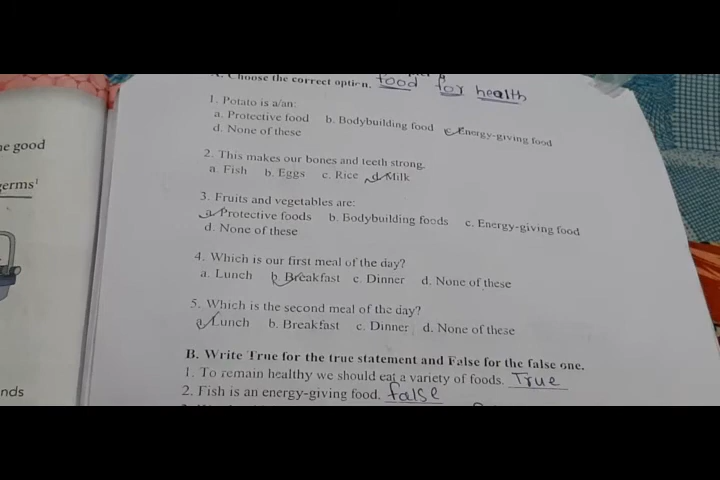 A. Choose the correct option. food for health
1. Potato is a/an:
a. Protective food b. Bodybuilding food c. Energy-giving food
d. None of these
2. This makes our bones and teeth strong.
a. Fish b. Eggs c. Rice d. Milk
3. Fruits and vegetables are:
a. Protective foods b. Bodybuilding foods c. Energy-giving food
d. None of these
4. Which is our first meal of the day?
a. Lunch b. Breakfast c. Dinner d. None of these
5. Which is the second meal of the day?
a. Lunch b. Breakfast c. Dinner d. None of these
B. Write True for the true statement and False for the false one.
1. To remain healthy we should eat a variety of foods. True
2. Fish is an energy-giving food. false
good
germs